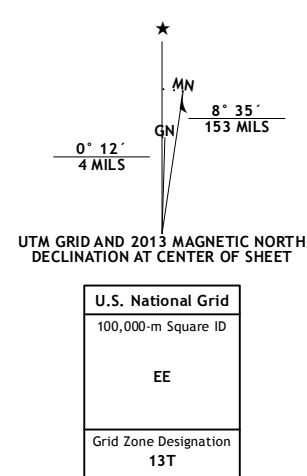 ★
MN
8° 35´
153 MILS
GN
0° 12´
4 MILS
UTM GRID AND 2013 MAGNETIC NORTH
DECLINATION AT CENTER OF SHEET
U.S. National Grid
100,000-m Square ID
EE
Grid Zone Designation
13T